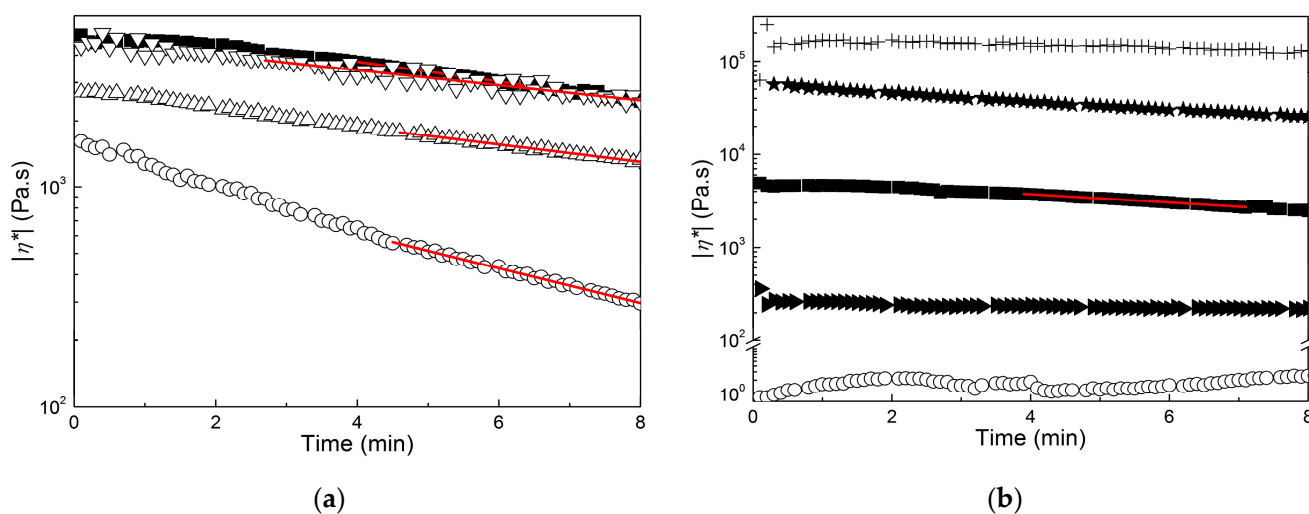 10³
10²
|η*| (Pa.s)
0 2 4 6 8
Time (min)
(a)
10⁵
10⁴
10³
10²
10⁰
|η*| (Pa.s)
0 2 4 6 8
Time (min)
(b)